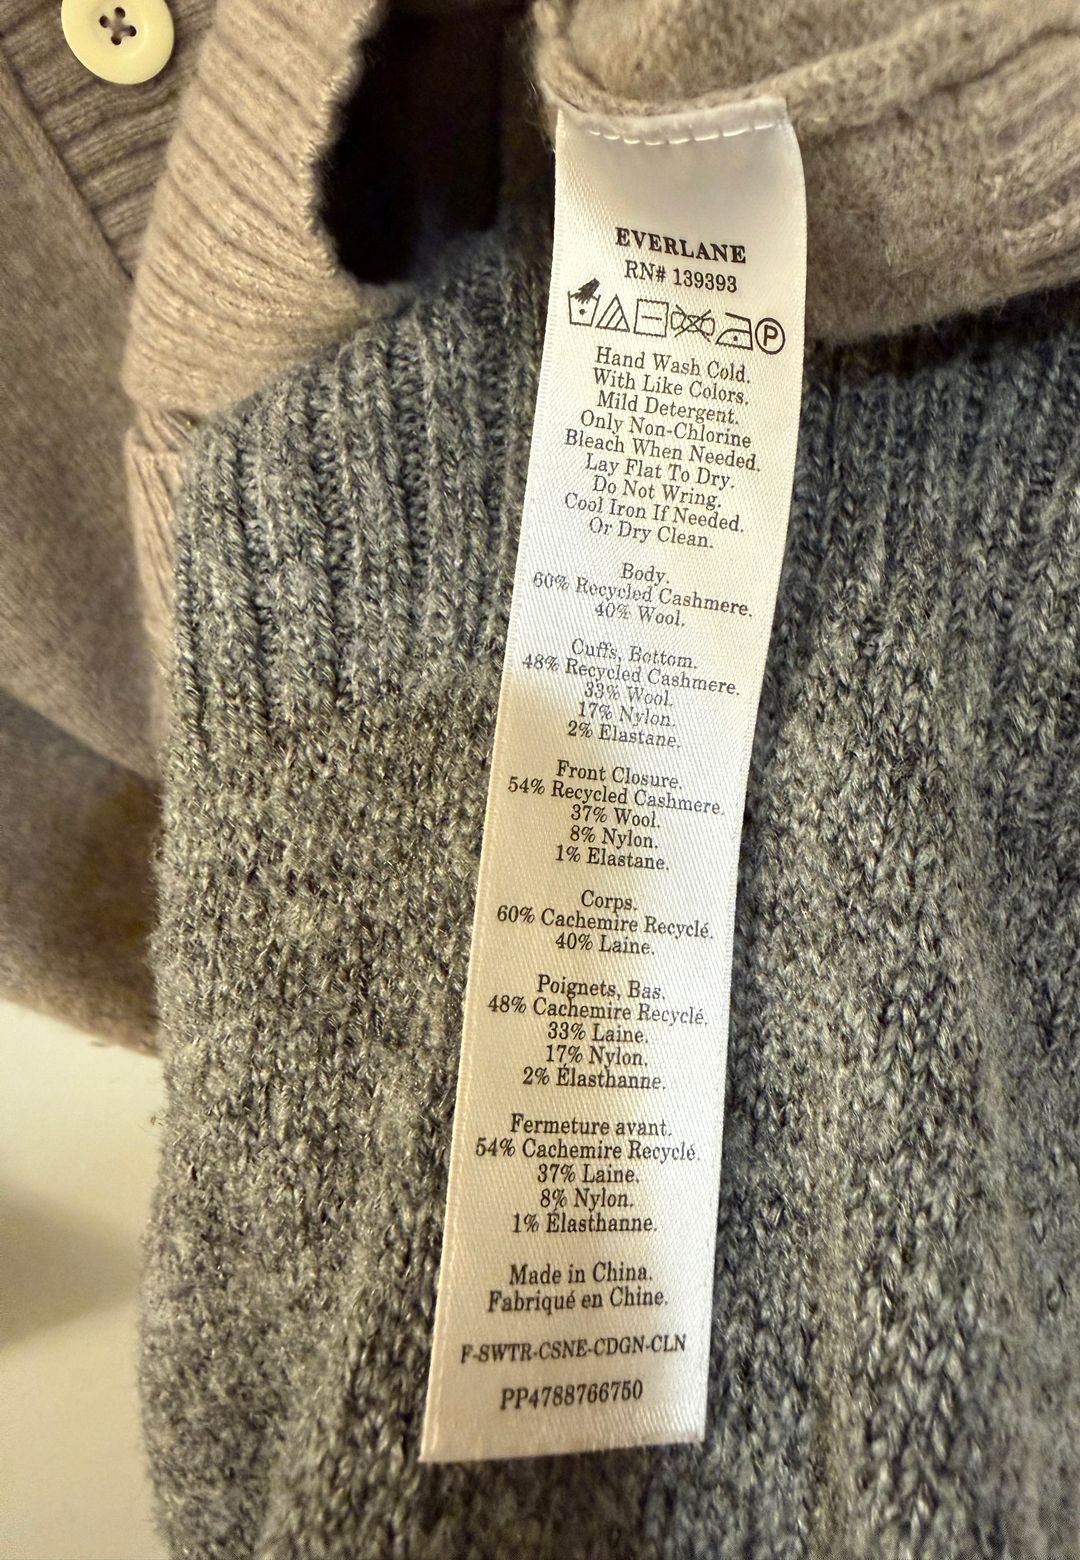 EVERLANE
RN# 139393
P
Hand Wash Cold.
With Like Colors.
Mild Detergent.
Only Non-Chlorine
Bleach When Needed.
Lay Flat To Dry.
Do Not Wring.
Cool Iron If Needed.
Or Dry Clean.
Body.
60% Recycled Cashmere.
40% Wool.
Cuffs, Bottom.
48% Recycled Cashmere.
33% Wool.
17% Nylon.
2% Elastane.
Front Closure.
54% Recycled Cashmere.
37% Wool.
8% Nylon.
1% Elastane.
Corps.
60% Cachemire Recyclé.
40% Laine.
Poignets, Bas.
48% Cachemire Recyclé.
33% Laine.
17% Nylon.
2% Élasthanne.
Fermeture avant.
54% Cachemire Recyclé.
37% Laine.
8% Nylon.
1% Élasthanne.
Made in China.
Fabriqué en Chine.
F-SWTR-CSNE-CDGN-CLN
PP4788766750